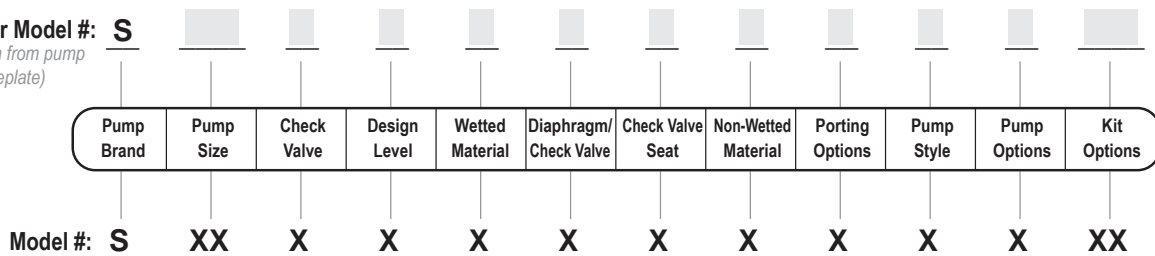 r Model #: S
from pump
eplate)
Pump Brand
Pump Size
Check Valve
Design Level
Wetted Material
Diaphragm/ Check Valve
Check Valve Seat
Non-Wetted Material
Porting Options
Pump Style
Pump Options
Kit Options
Model #: S XX X X X X X X X X X XX